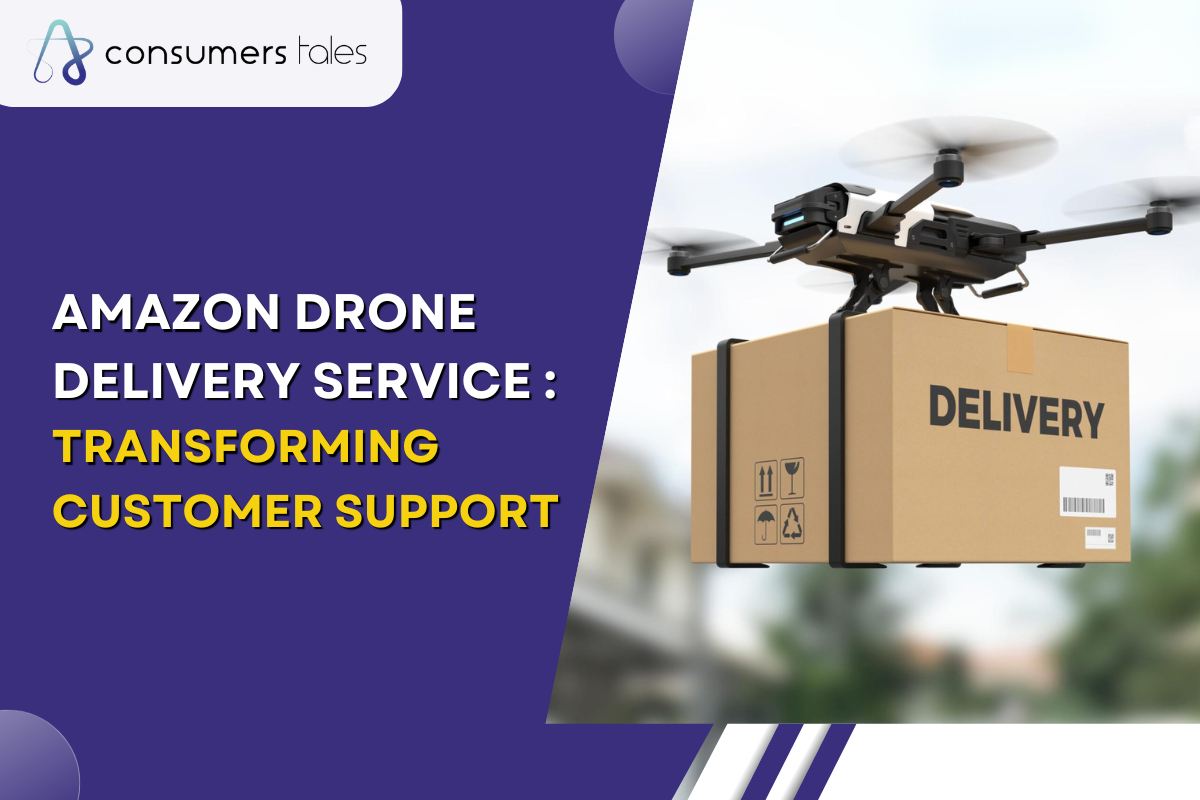 consumers tales
AMAZON DRONE
DELIVERY SERVICE :
TRANSFORMING
CUSTOMER SUPPORT
DELIVERY